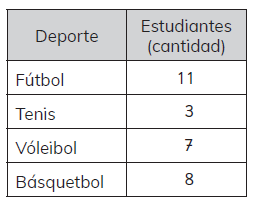 Deporte Estudiantes (cantidad)
Fútbol 11
Tenis 3
Vóleibol 7
Básquetbol 8